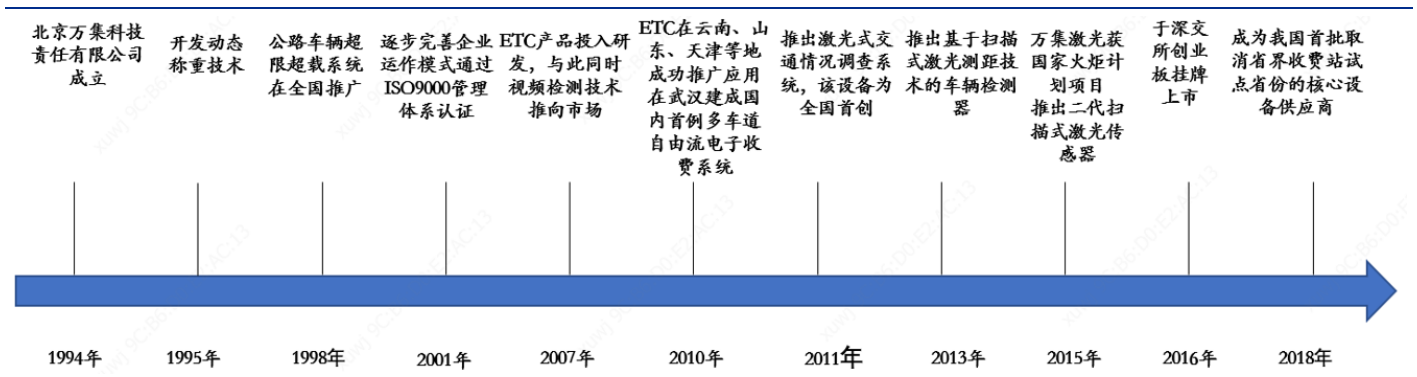 北京万集科技
责任有限公司
成立
开发动态
称重技术
公路车辆超
限超载系统
在全国推广
逐步完善企业
运作模式通过
ISO9000管理
体系认证
ETC产品投入研
发，与此同时
视频检测技术
推向市场
ETC在云南、山
东、天津等地
成功推广应用
在武汉建成国
内首例多车道
自由流电子收
费系统
推出激光式交
通情况调查系
统，该设备为
全国首创
推出基于扫描
式激光测距技
术的车辆检测
器
万集激光获
国家火炬计
划项目
推出二代扫
描式激光传
感器
于深交
所创业
板挂牌
上市
成为我国首批取
消省界收费站试
点省份的核心设
备供应商
1994年
1995年
1998年
2001年
2007年
2010年
2011年
2013年
2015年
2016年
2018年